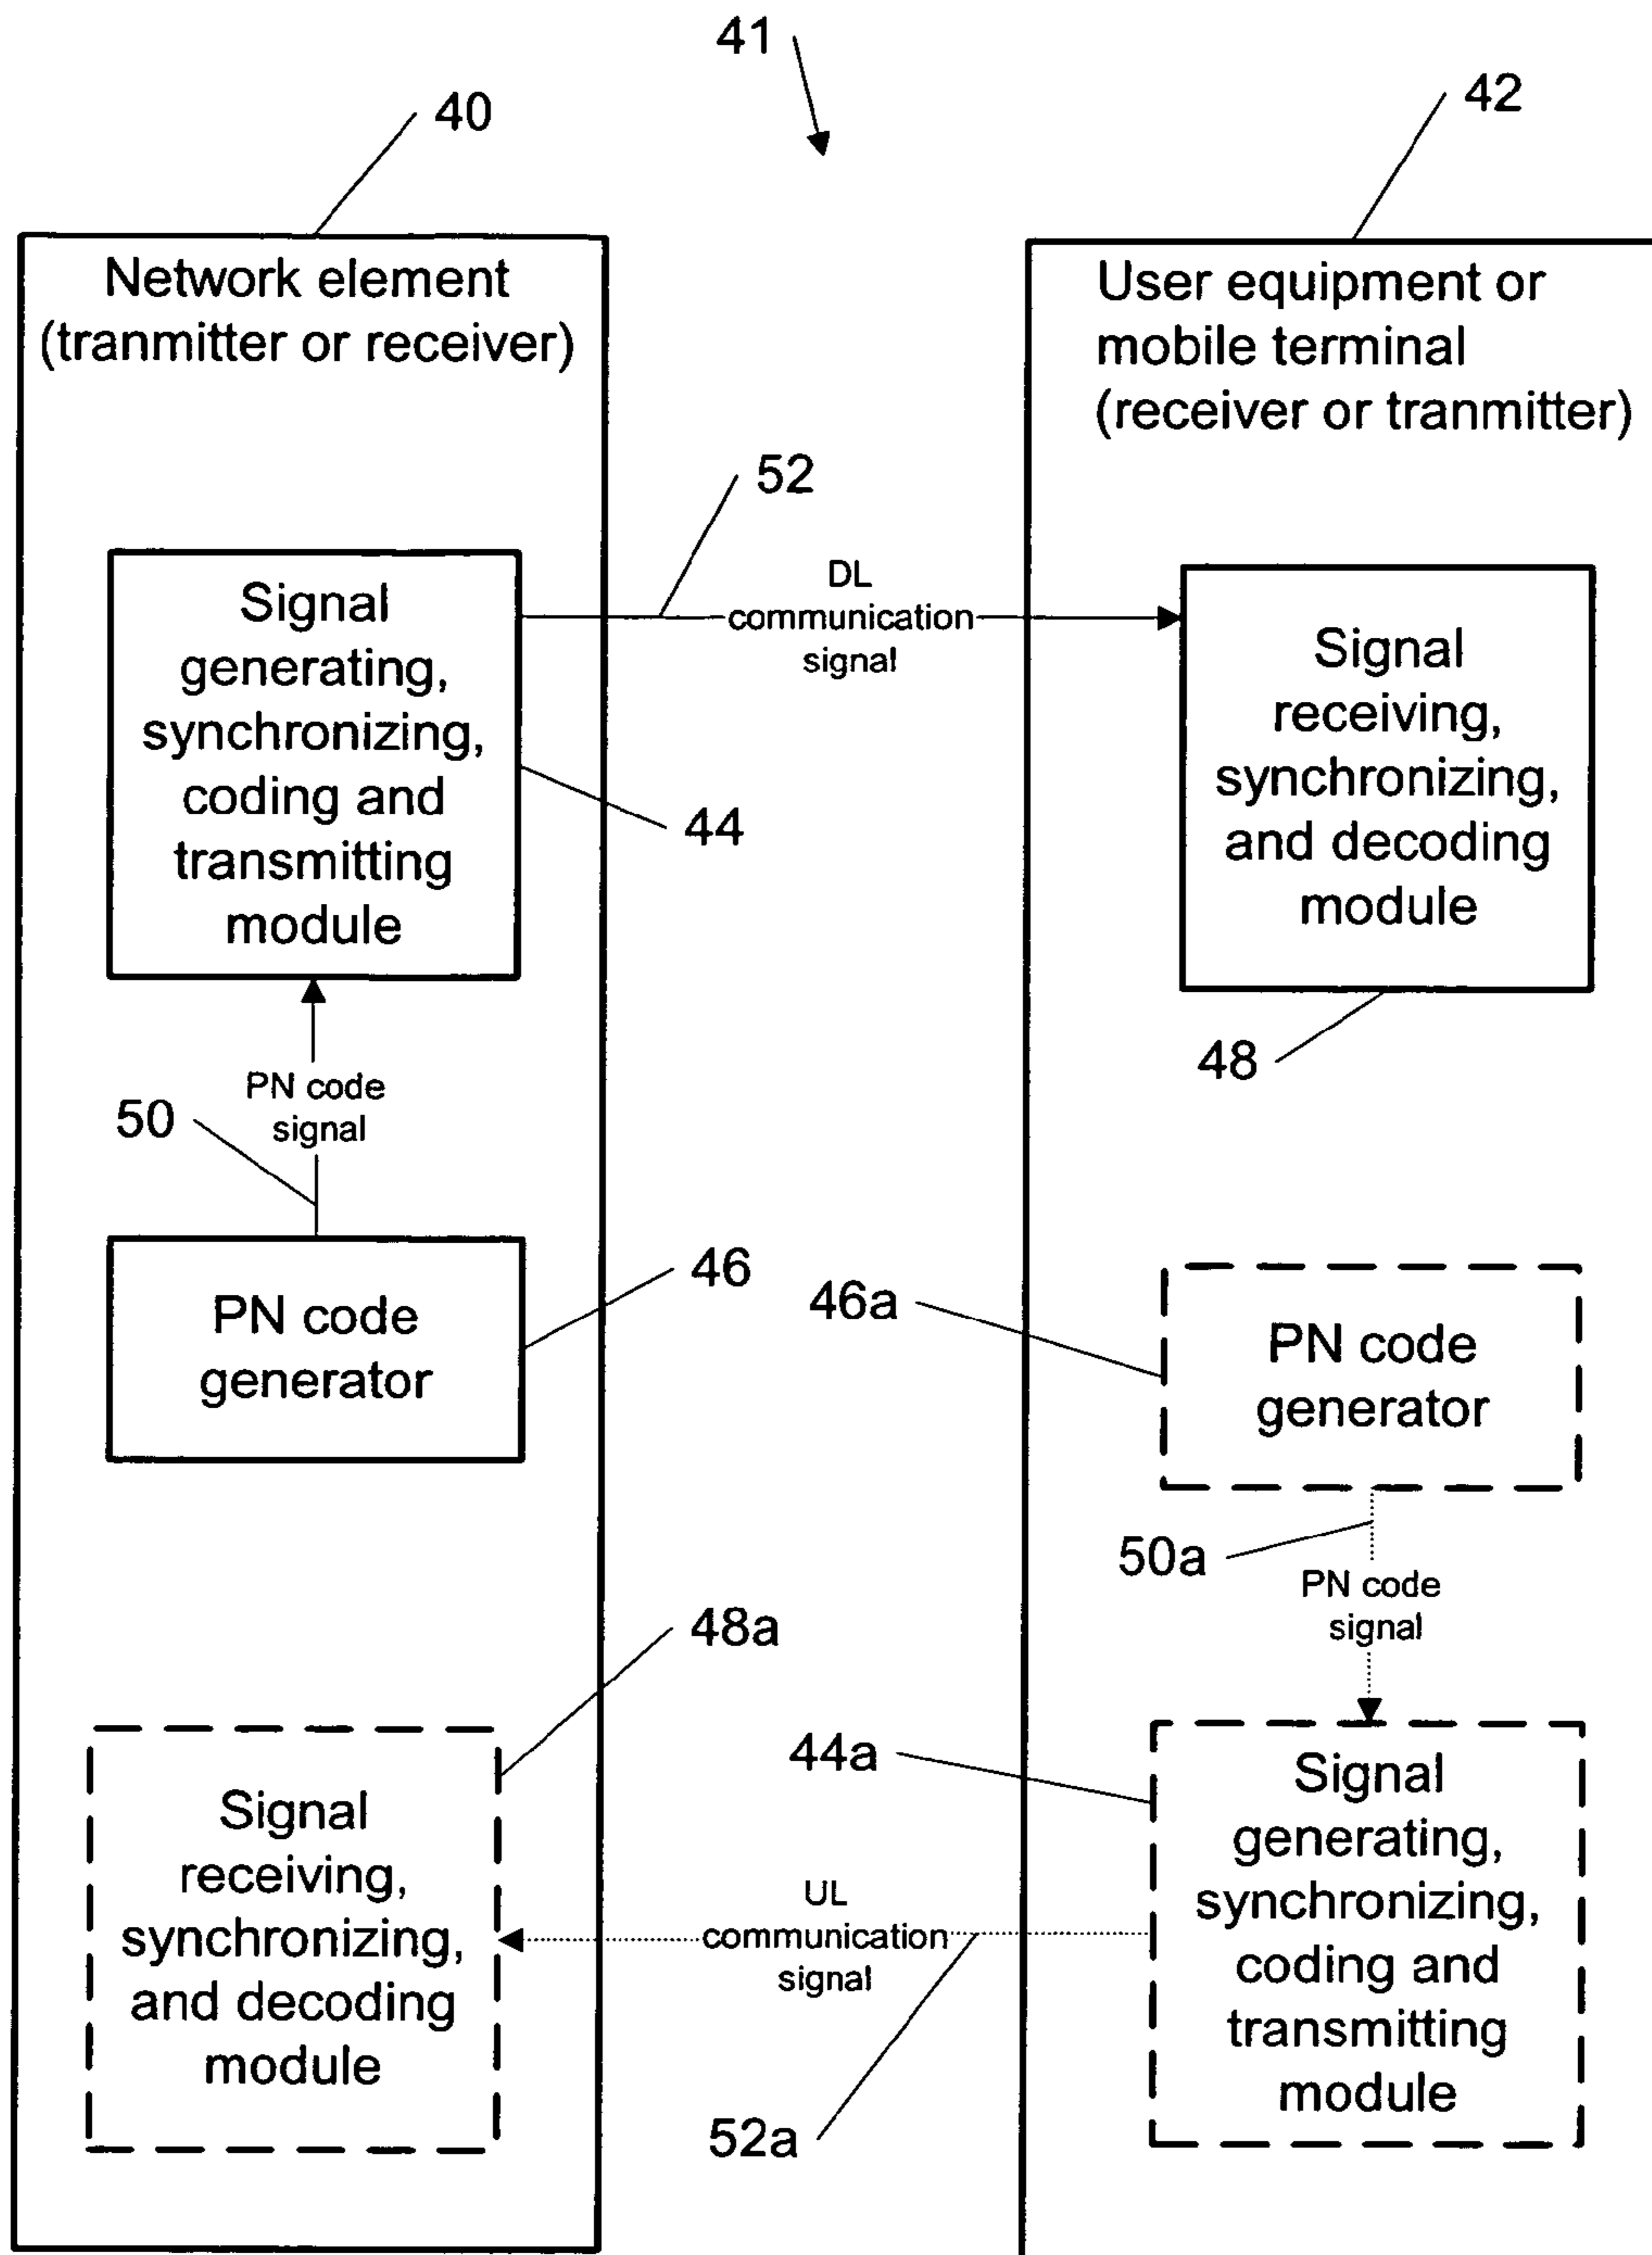 41
40
42
Network element
(tranmitter or receiver)
User equipment or
mobile terminal
(receiver or tranmitter)
52
Signal
generating,
synchronizing,
coding and
transmitting
module
DL
communication
signal
Signal
receiving,
synchronizing,
and decoding
module
44
48
PN code
signal
50
PN code
generator
46
46a
PN code
generator
50a
PN code
signal
48a
Signal
receiving,
synchronizing,
and decoding
module
44a
Signal
generating,
synchronizing,
coding and
transmitting
module
UL
communication
signal
52a